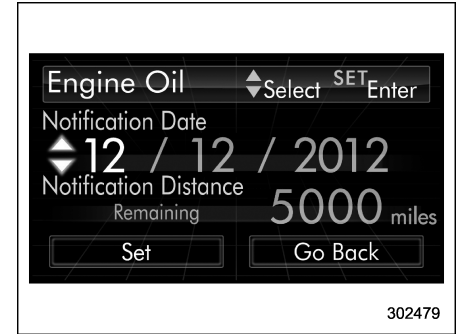 Engine Oil Select SET Enter
Notification Date
12 / 12 / 2012
Notification Distance
Remaining 5000 miles
Set Go Back
302479